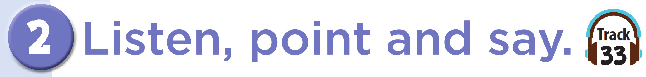 2 Listen, point and say. Track 33